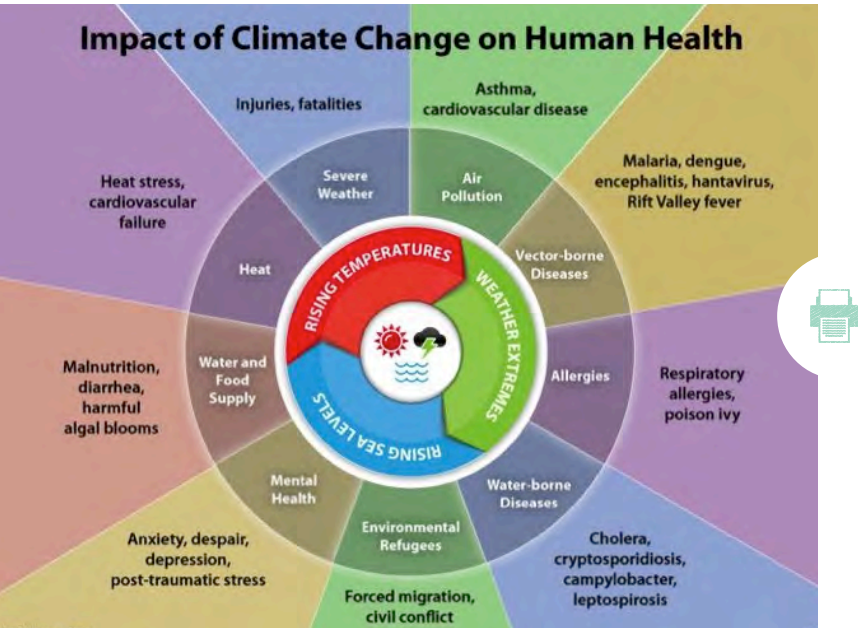 Impact of Climate Change on Human Health
Injuries, fatalities
Asthma,
cardiovascular disease
Malaria, dengue,
encephalitis, hantavirus,
Rift Valley fever
Respiratory
allergies,
poison ivy
Cholera,
cryptosporidiosis,
campylobacter,
leptospirosis
Forced migration,
civil conflict
Anxiety, despair,
depression,
post-traumatic stress
Malnutrition,
diarrhea,
harmful
algal blooms
Heat stress,
cardiovascular
failure
Severe
Weather
Air
Pollution
Vector-borne
Diseases
Allergies
Water-borne
Diseases
Environmental
Refugees
Mental
Health
Water and
Food
Supply
Heat
RISING TEMPERATURES
WEATHER EXTREMES
RISING SEA LEVELS